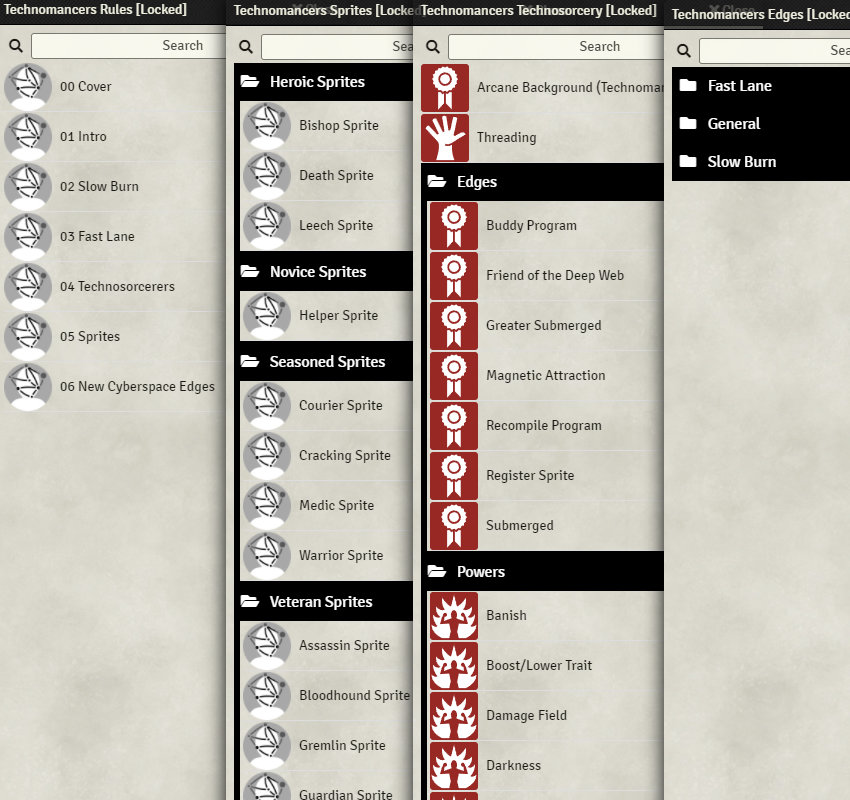 Technomancers Rules [Locked]
Search
00 Cover
01 Intro
02 Slow Burn
03 Fast Lane
04 Technosorcerers
05 Sprites
06 New Cyberspace Edges
Technomancers Sprites [Locked]
Sea
Heroic Sprites
Bishop Sprite
Death Sprite
Leech Sprite
Novice Sprites
Helper Sprite
Seasoned Sprites
Courier Sprite
Cracking Sprite
Medic Sprite
Warrior Sprite
Veteran Sprites
Assassin Sprite
Bloodhound Sprite
Gremlin Sprite
Guardian Sprite
Technomancers Technosorcery [Locked]
Search
Arcane Background (Technomar
Threading
Edges
Buddy Program
Friend of the Deep Web
Greater Submerged
Magnetic Attraction
Recompile Program
Register Sprite
Submerged
Powers
Banish
Boost/Lower Trait
Damage Field
Darkness
Close
Technomancers Edges [Locked
Sea
Fast Lane
General
Slow Burn